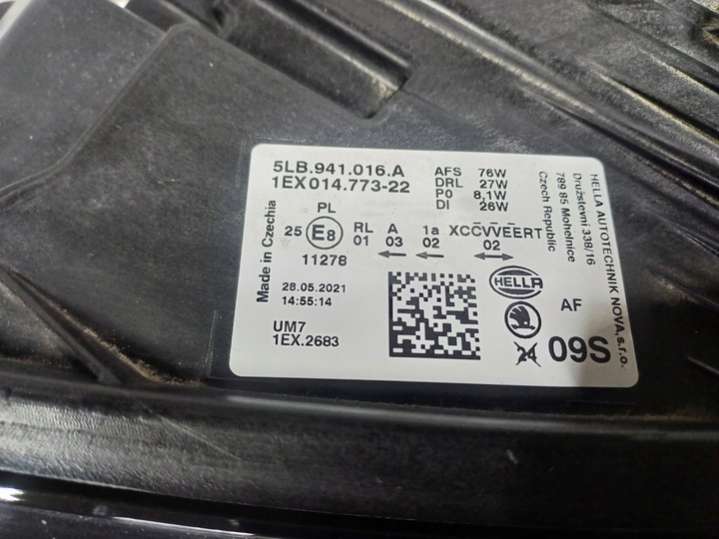 5LB.941.016.A
1EX014.773-22
AFS 76W
DRL 27W
P0 8,1W
DI 26W
HELLA AUTOTECHNIK NOVA,s.r.o.
Družstevní 338/16
789 85 Mohelnice
Czech Republic
Made in Czechia
PL
25 E8
11278
RL A 1a XCCVVEERT
01 03 02 02
28.05.2021
14:55:14
UM7
1EX.2683
HELLA
AF
09S